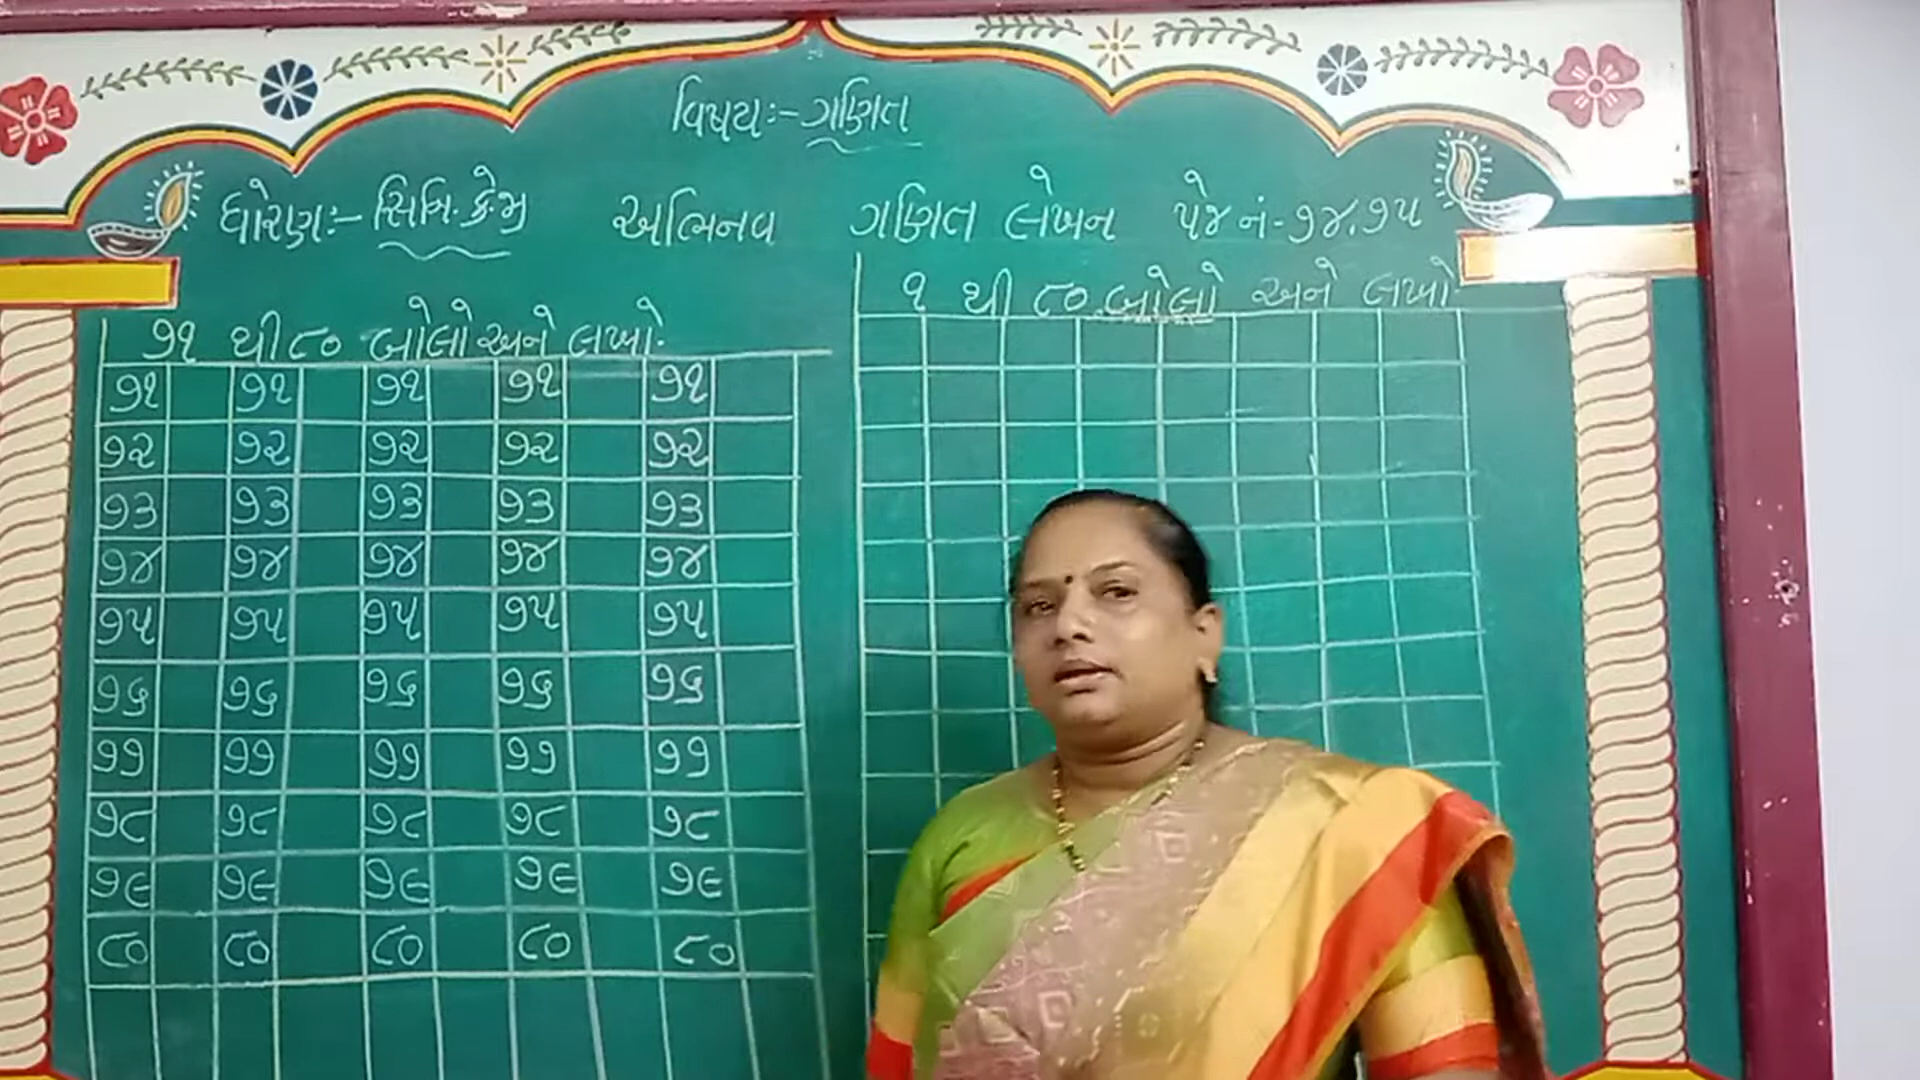 વિષય:- ગણિત
ધોરણ:- સિનિ.કે.જી અભિનવ ગણિત લેખન પેજ નં-૭૪,૭૫
૭૧ થી ૮૦ બોલો અને લખો.
૧ થી ૮૦ બોલો અને લખો
૭૧ ૭૧ ૭૧ ૭૧ ૭૧
૭૨ ૭૨ ૭૨ ૭૨ ૭૨
૭૩ ૭૩ ૭૩ ૭૩ ૭૩
૭૪ ૭૪ ૭૪ ૭૪ ૭૪
૭૫ ૭૫ ૭૫ ૭૫ ૭૫
૭૬ ૭૬ ૭૬ ૭૬ ૭૬
૭૭ ૭૭ ૭૭ ૭૭ ૭૭
૭૮ ૭૮ ૭૮ ૭૮ ૭૮
૭૯ ૭૯ ૭૯ ૭૯ ૭૯
૮૦ ૮૦ ૮૦ ૮૦ ૮૦